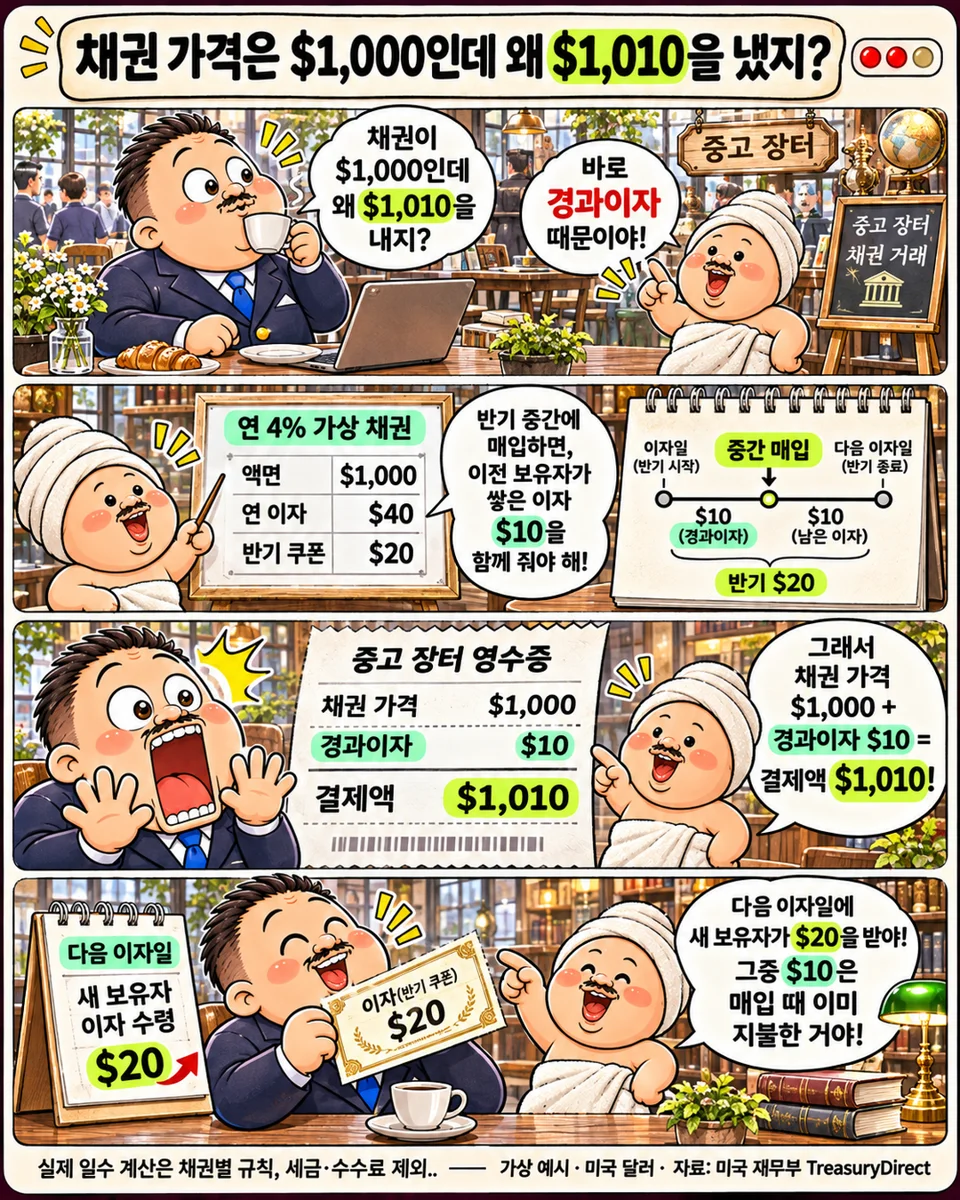 채권 가격은 $1,000인데 왜 $1,010을 냈지?
채권이
$1,000인데
왜 $1,010을
내지?
바로
경과이자
때문이야!
중고 장터
중고 장터
채권 거래
연 4% 가상 채권
액면 $1,000
연 이자 $40
반기 쿠폰 $20
반기 중간에
매입하면,
이전 보유자가
쌓은 이자
$10을
함께 줘야 해!
이자일
(반기 시작)
중간 매입
다음 이자일
(반기 종료)
$10
(경과이자)
$10
(남은 이자)
반기 $20
중고 장터 영수증
채권 가격 $1,000
경과이자 $10
결제액 $1,010
그래서
채권 가격
$1,000 +
경과이자 $10 =
결제액 $1,010!
다음 이자일
새 보유자
이자 수령
$20
이자(반기 쿠폰)
$20
다음 이자일에
새 보유자가 $20을 받아!
그중 $10은
매입 때 이미
지불한 거야!
실제 일수 계산은 채권별 규칙, 세금·수수료 제외.. — 가상 예시 · 미국 달러 · 자료: 미국 재무부 TreasuryDirect